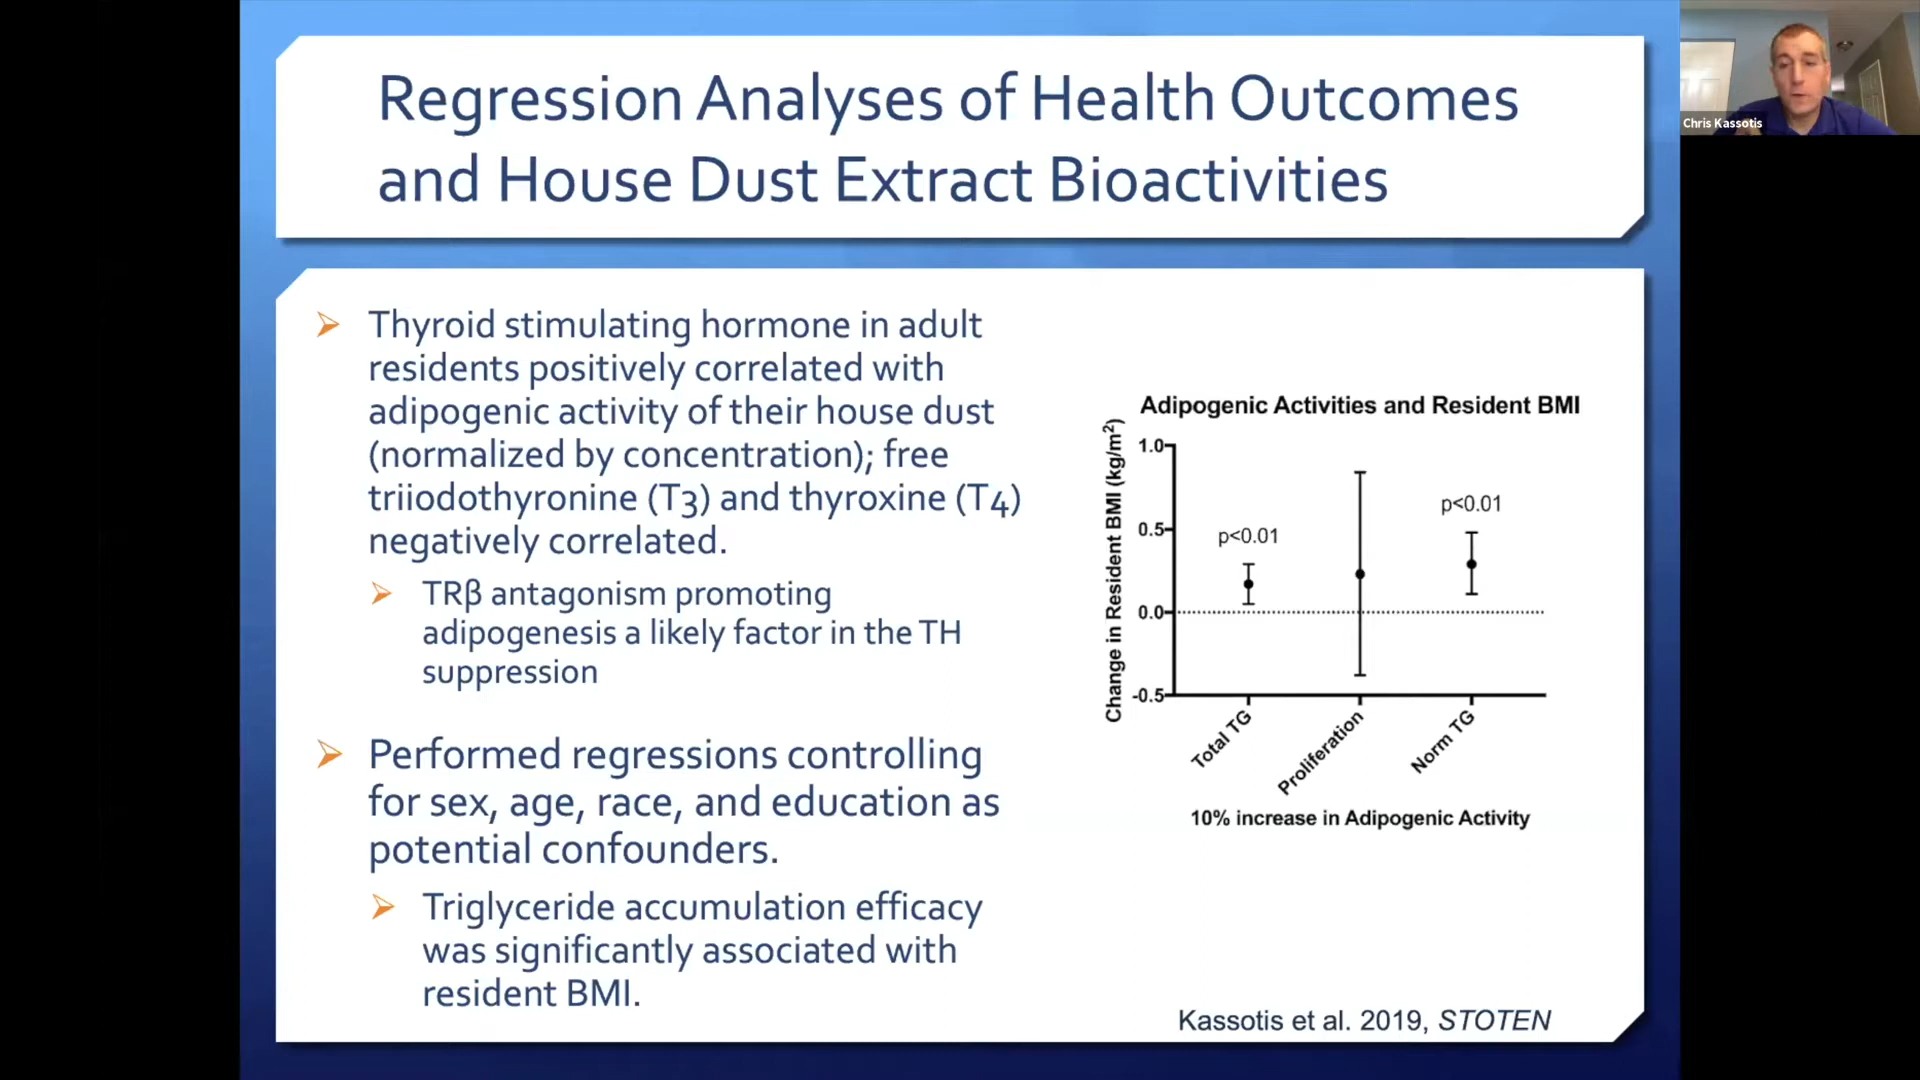 Regression Analyses of Health Outcomes
and House Dust Extract Bioactivities
Chris Kassotis
Thyroid stimulating hormone in adult
residents positively correlated with
adipogenic activity of their house dust
(normalized by concentration); free
triiodothyronine (T3) and thyroxine (T4)
negatively correlated.
TRβ antagonism promoting
adipogenesis a likely factor in the TH
suppression
Performed regressions controlling
for sex, age, race, and education as
potential confounders.
Triglyceride accumulation efficacy
was significantly associated with
resident BMI.
Adipogenic Activities and Resident BMI
Change in Resident BMI (kg/m²)
1.0
0.5
0.0
-0.5
p<0.01
p<0.01
Total TG
Proliferation
Norm TG
10% increase in Adipogenic Activity
Kassotis et al. 2019, STOTEN